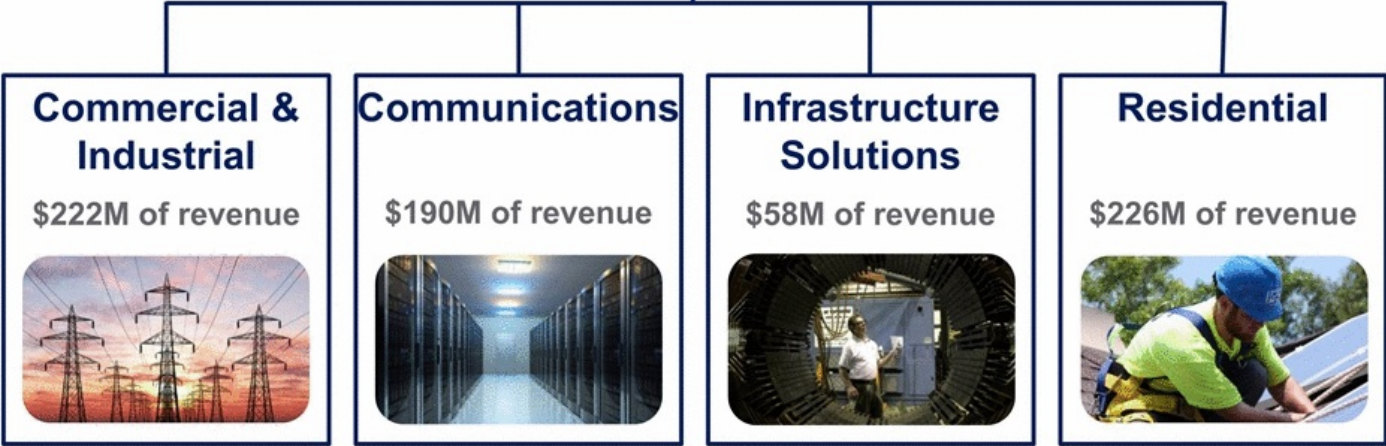 Commercial &
Industrial
$222M of revenue
Communications
$190M of revenue
Infrastructure
Solutions
$58M of revenue
Residential
$226M of revenue